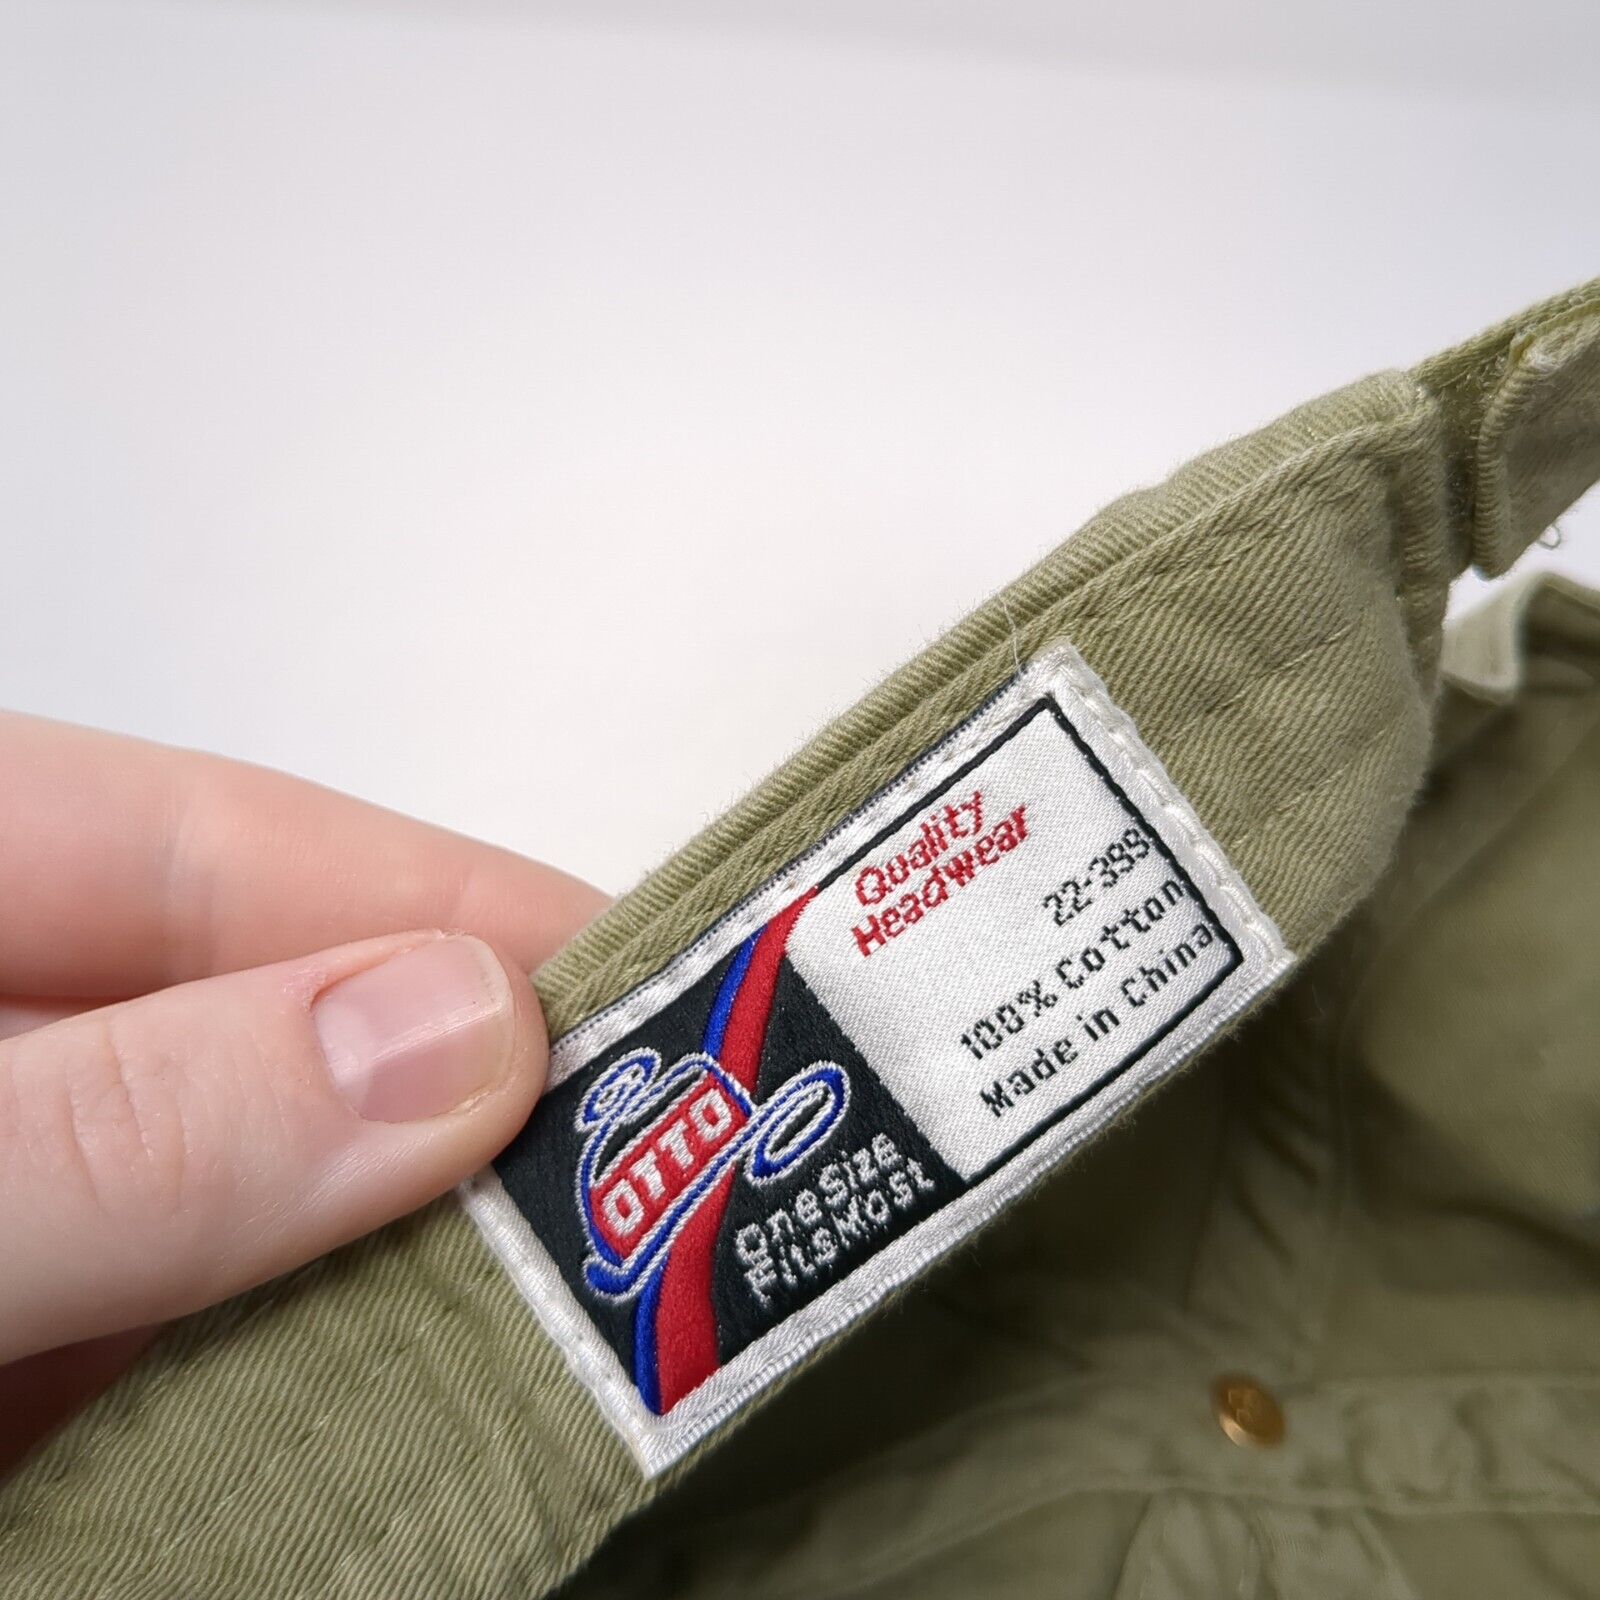 OTTO
One Size
Fits Most
Quality
Headwear
22-399
100% Cotton
Made in China